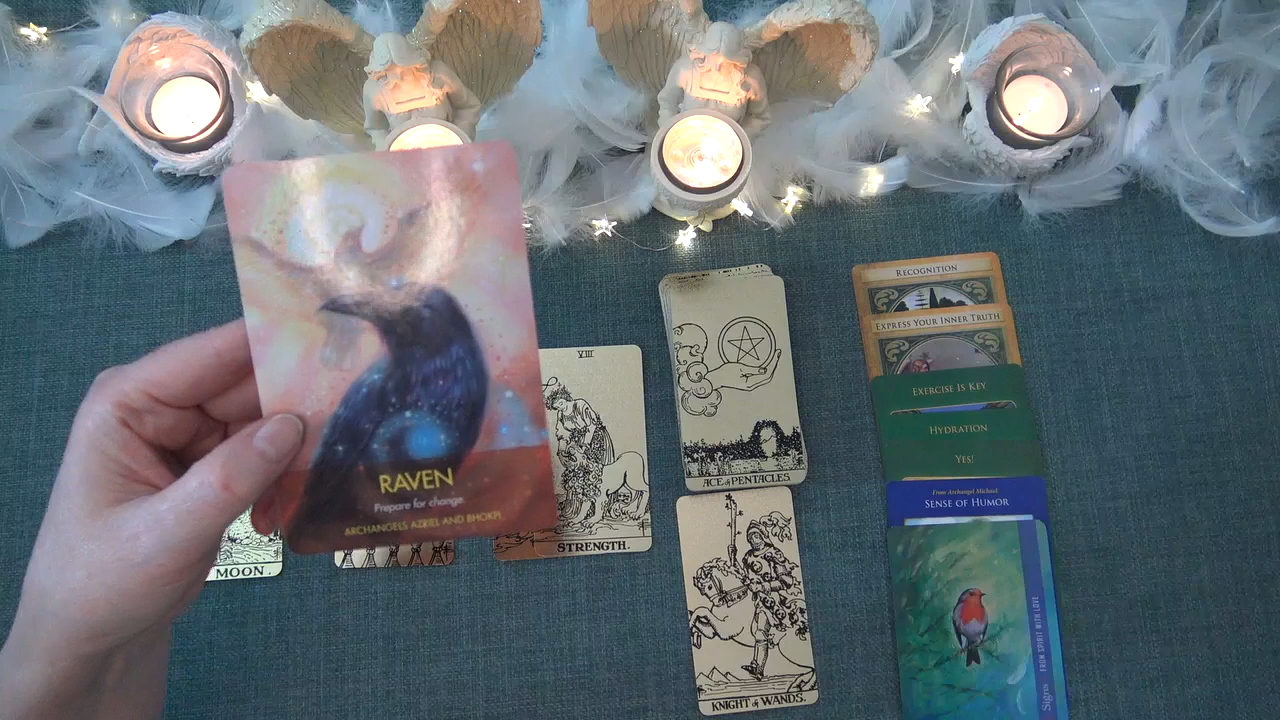 RAVEN
Prepare for change.
ARCHANGELS AZRIEL AND BHOKPI
MOON.
VIII
STRENGTH.
ACE of PENTACLES
KNIGHT of WANDS.
RECOGNITION
EXPRESS YOUR INNER TRUTH
EXERCISE IS KEY
HYDRATION
YES!
From Archangel Michael:
SENSE OF HUMOR
Signs FROM SPIRIT WITH LOVE